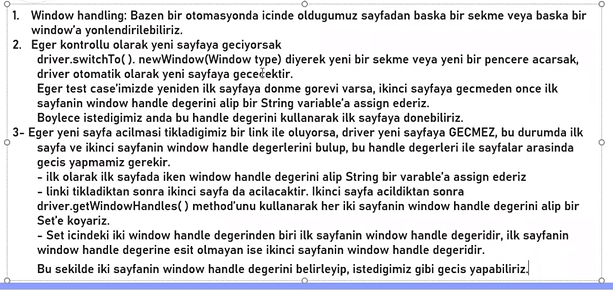 1. Window handling: Bazen bir otomasyonda icinde oldugumuz sayfadan baska bir sekme veya baska bir
window'a yonlendirilebiliriz.
2. Eger kontrollu olarak yeni sayfaya geciyorsak
driver.switchTo( ). newWindow(Window type) diyerek yeni bir sekme veya yeni bir pencere acarsak,
driver otomatik olarak yeni sayfaya gececektir.
Eger test case'imizde yeniden ilk sayfaya donme gorevi varsa, ikinci sayfaya gecmeden once ilk
sayfanin window handle degerini alip bir String variable'a assign ederiz.
Boylece istedigimiz anda bu handle degerini kullanarak ilk sayfaya donebiliriz.
3- Eger yeni sayfa acilmasi tikladigimiz bir link ile oluyorsa, driver yeni sayfaya GECMEZ, bu durumda ilk
sayfa ve ikinci sayfanin window handle degerlerini bulup, bu handle degerleri ile sayfalar arasinda
gecis yapmamiz gerekir.
- ilk olarak ilk sayfada iken window handle degerini alip String bir varable'a assign ederiz
- linki tikladiktan sonra ikinci sayfa da acilacaktir. Ikinci sayfa acildiktan sonra
driver.getWindowHandles( ) method'unu kullanarak her iki sayfanin window handle degerini alip bir
Set'e koyariz.
- Set icindeki iki window handle degerinden biri ilk sayfanin window handle degeridir, ilk sayfanin
window handle degerine esit olmayan ise ikinci sayfanin window handle degeridir.
Bu sekilde iki sayfanin window handle degerini belirleyip, istedigimiz gibi gecis yapabiliriz.